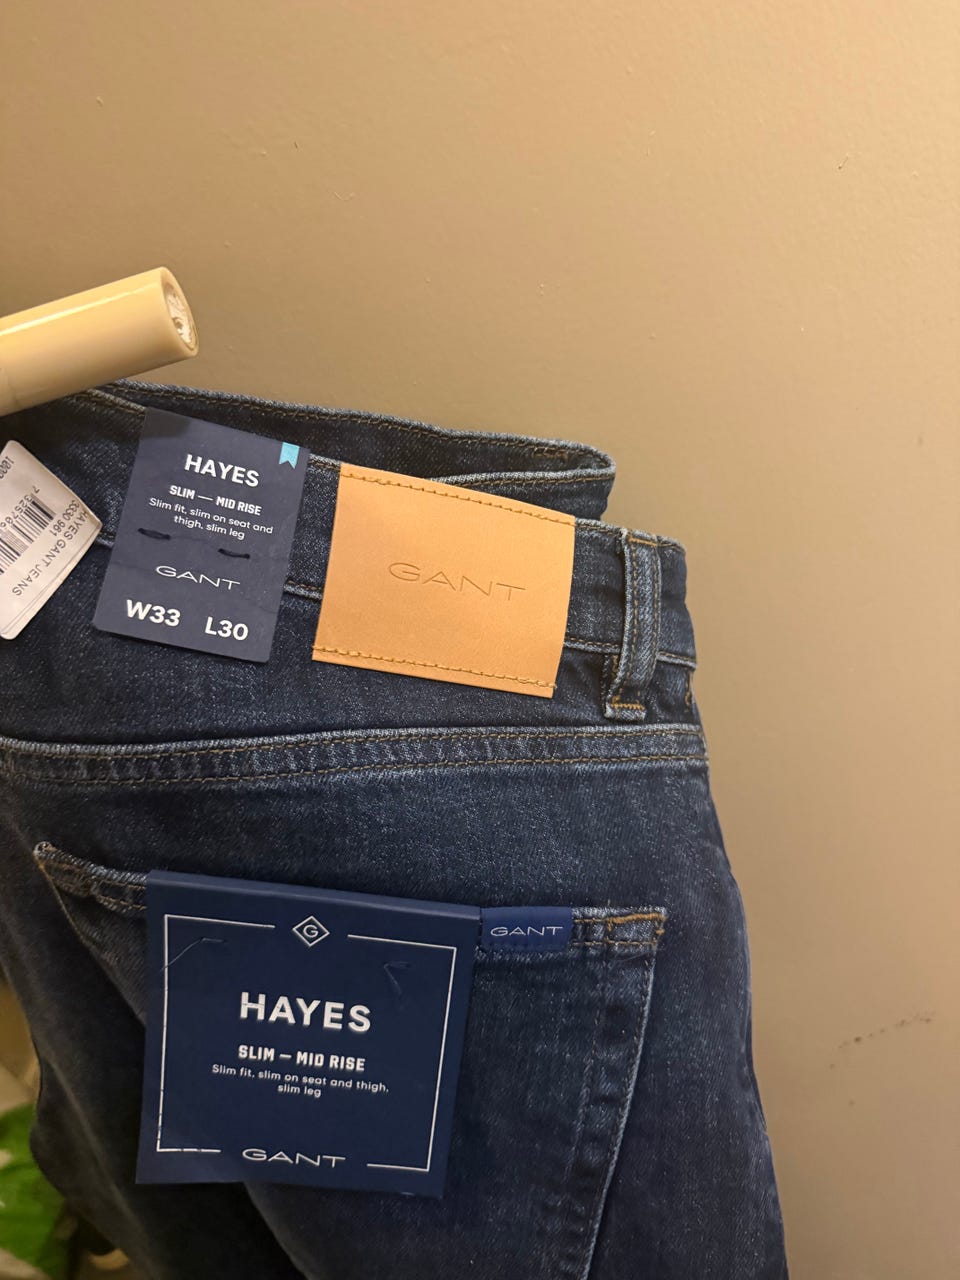 HAYES
SLIM — MID RISE
Slim fit, slim on seat and
thigh, slim leg
GANT
W33 L30
GANT
HAYES GANT JEANS
GANT
G
HAYES
SLIM — MID RISE
Slim fit, slim on seat and thigh,
slim leg
GANT